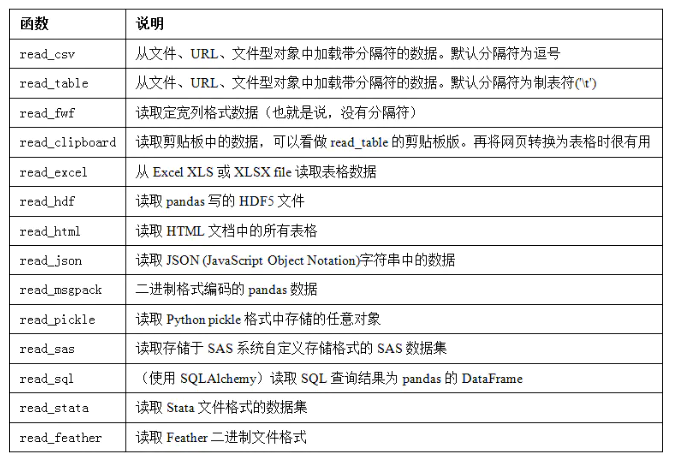 函数 说明
read_csv 从文件、URL、文件型对象中加载带分隔符的数据。默认分隔符为逗号
read_table 从文件、URL、文件型对象中加载带分隔符的数据。默认分隔符为制表符('\t')
read_fwf 读取定宽列格式数据（也就是说，没有分隔符）
read_clipboard 读取剪贴板中的数据，可以看做 read_table 的剪贴板版。再将网页转换为表格时很有用
read_excel 从 Excel XLS 或 XLSX file 读取表格数据
read_hdf 读取 pandas 写的 HDF5 文件
read_html 读取 HTML 文档中的所有表格
read_json 读取 JSON (JavaScript Object Notation)字符串中的数据
read_msgpack 二进制格式编码的 pandas 数据
read_pickle 读取 Python pickle 格式中存储的任意对象
read_sas 读取存储于 SAS 系统自定义存储格式的 SAS 数据集
read_sql （使用 SQLAlchemy）读取 SQL 查询结果为 pandas 的 DataFrame
read_stata 读取 Stata 文件格式的数据集
read_feather 读取 Feather 二进制文件格式